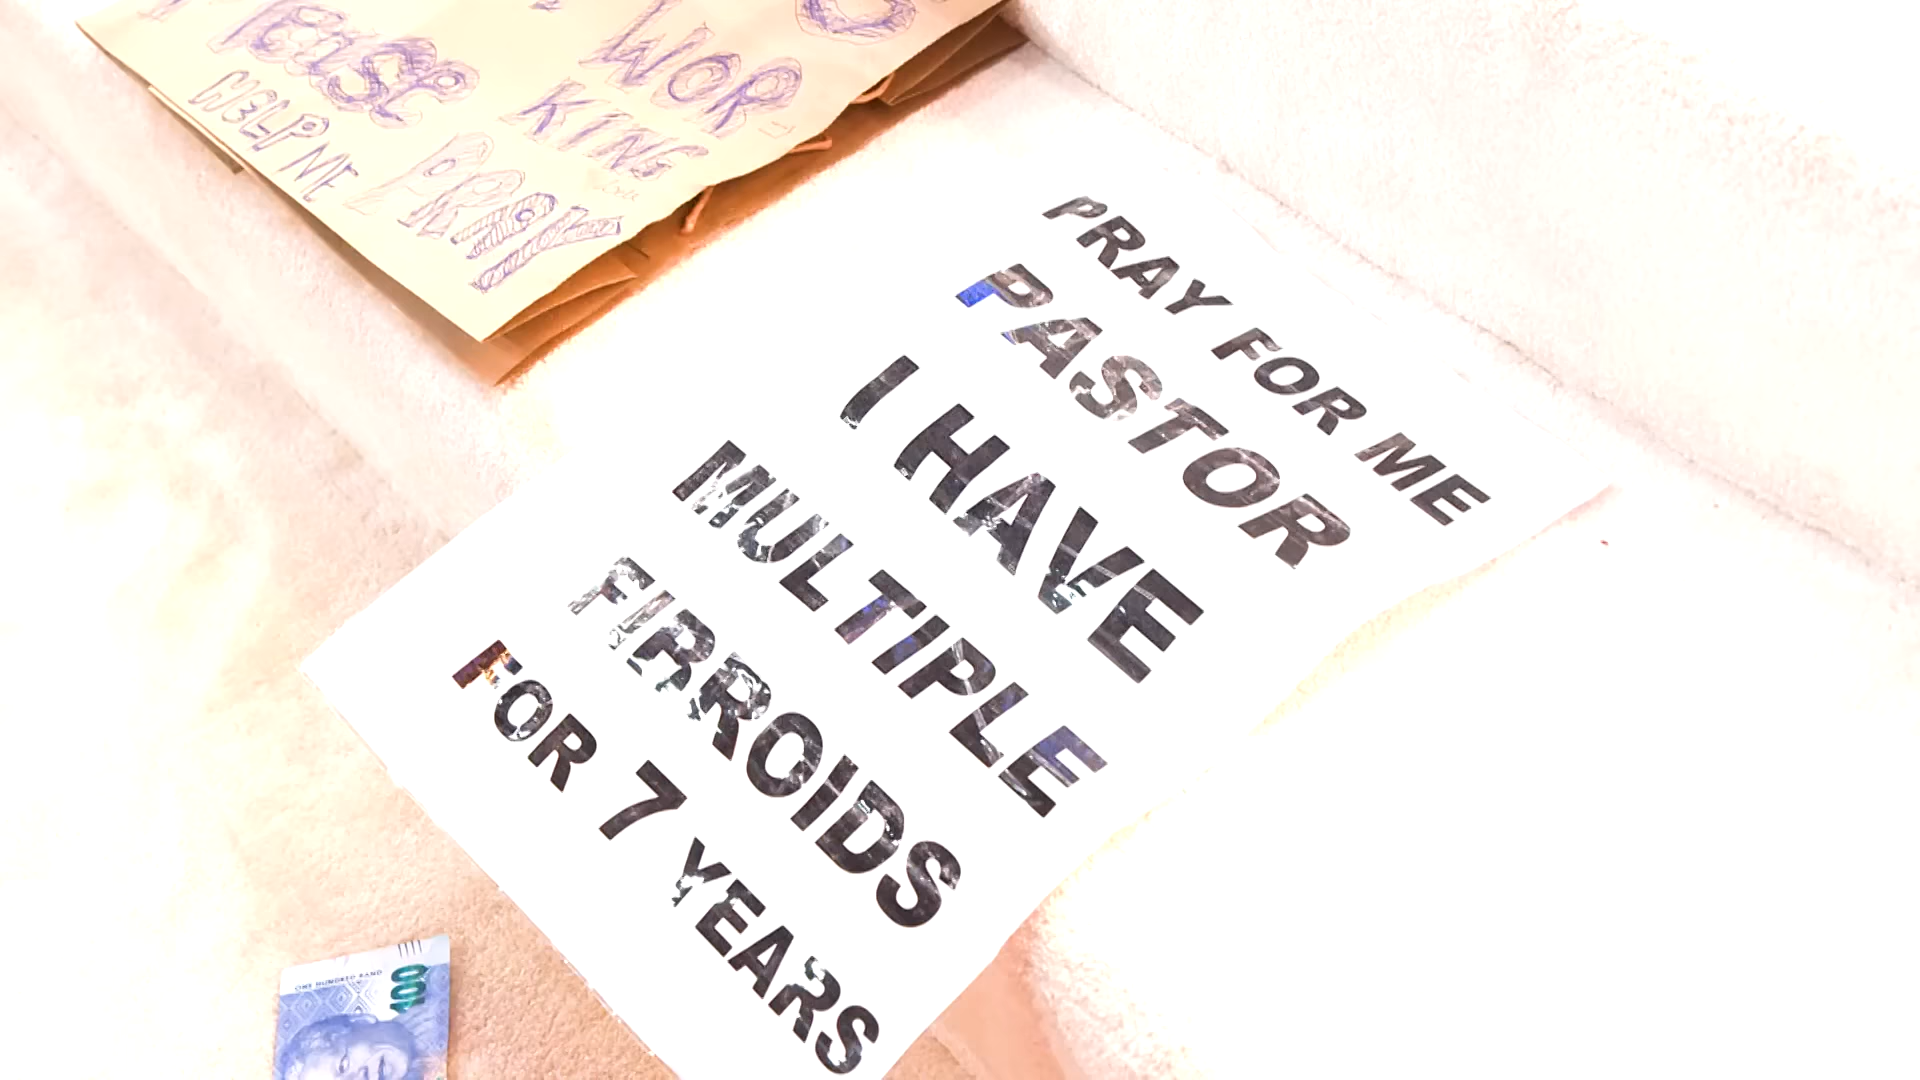 Please
HELP ME
PRAY
WOR
KING
PRAY FOR ME
PASTOR
I HAVE
MULTIPLE
FIRROIDS
FOR 7 YEARS
ONE HUNDRED RAND
100